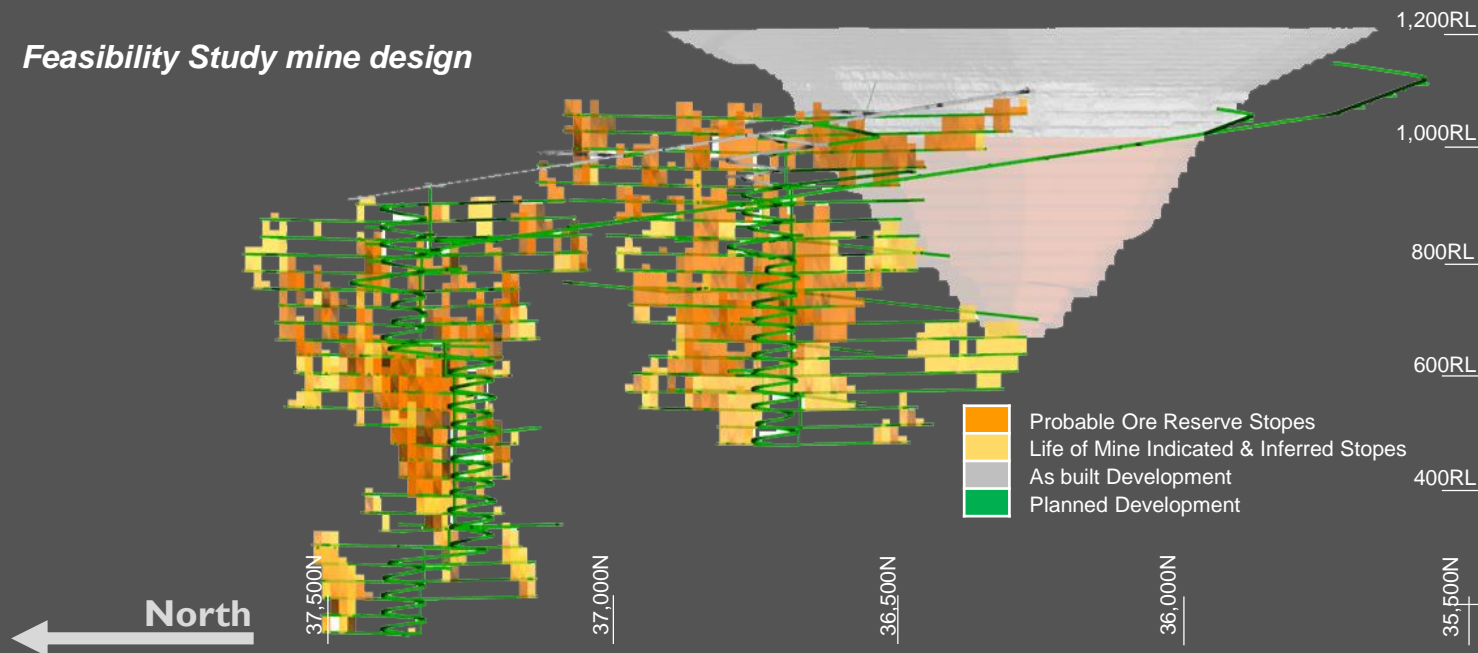 Feasibility Study mine design
1,200RL
1,000RL
800RL
600RL
400RL
Probable Ore Reserve Stopes
Life of Mine Indicated & Inferred Stopes
As built Development
Planned Development
North
37,500N
37,000N
36,500N
36,000N
35,500N